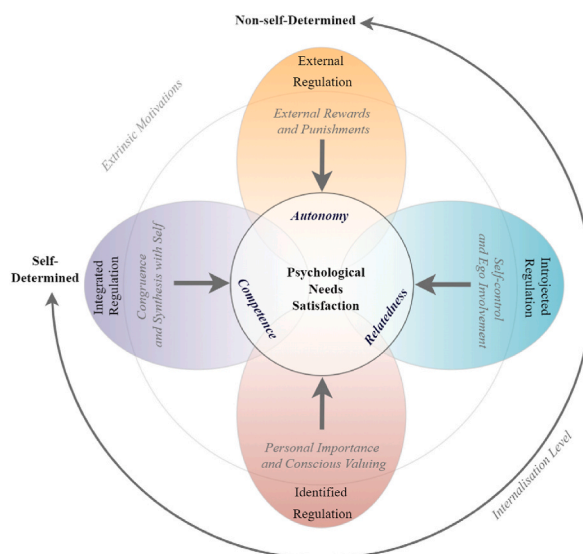 Non-self-Determined
External
Regulation
External Rewards
and Punishments
Extrinsic Motivations
Autonomy
Self-
Determined
Integrated
Regulation
Congruence
and Synthesis with Self
Psychological
Needs
Satisfaction
Competence
Relatedness
Self-control
and Ego Involvement
Introjected
Regulation
Personal Importance
and Conscious Valuing
Identified
Regulation
Internalisation Level